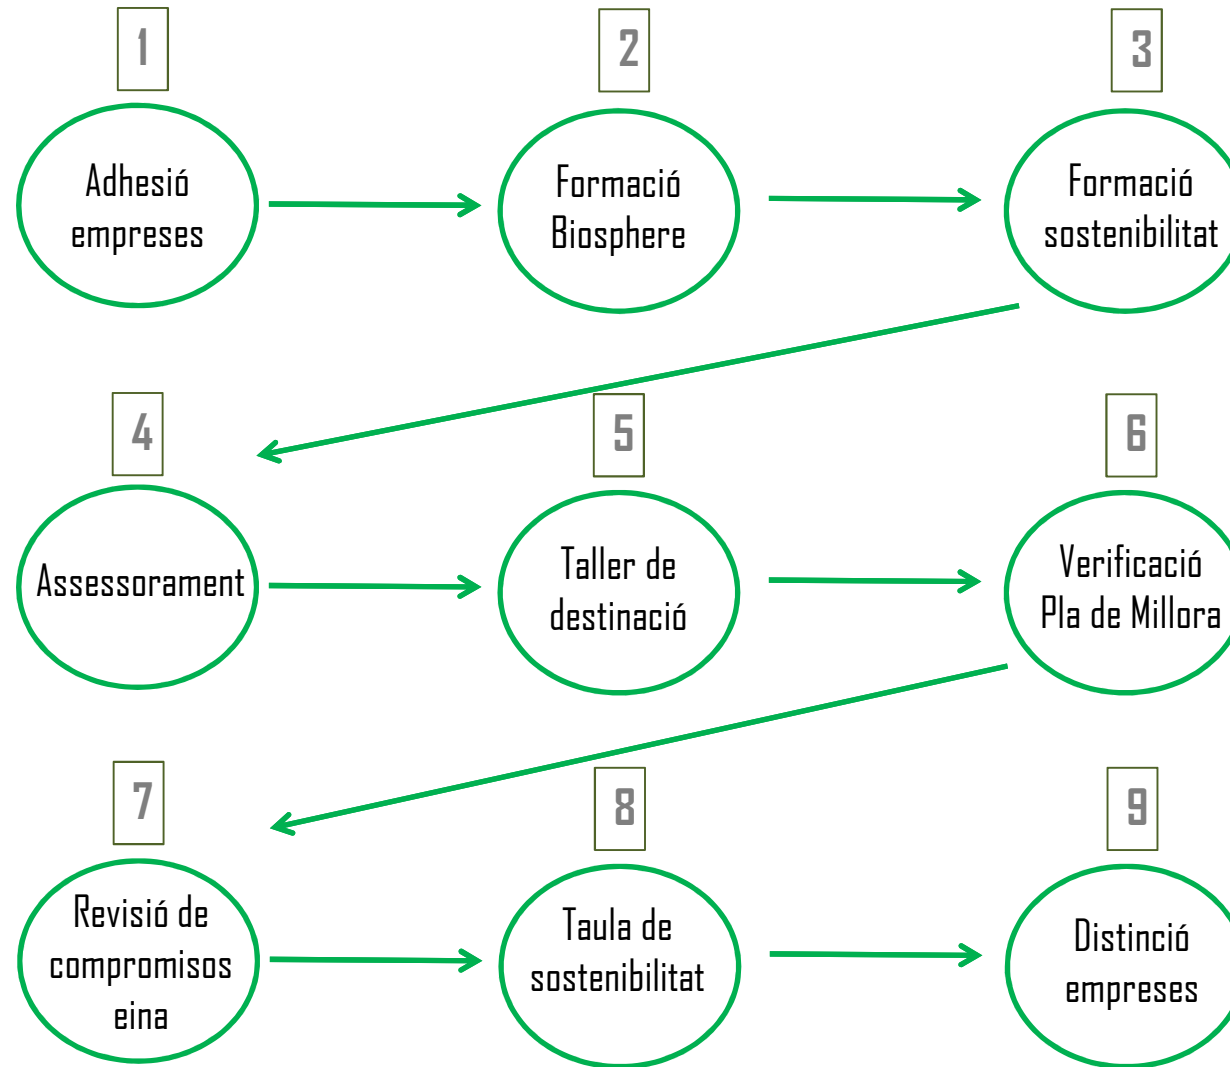 1
2
3
Adhesió
empreses
Formació
Biosphere
Formació
sostenibilitat
4
5
6
Assessorament
Taller de
destinació
Verificació
Pla de Millora
7
8
9
Revisió de
compromisos
eina
Taula de
sostenibilitat
Distinció
empreses